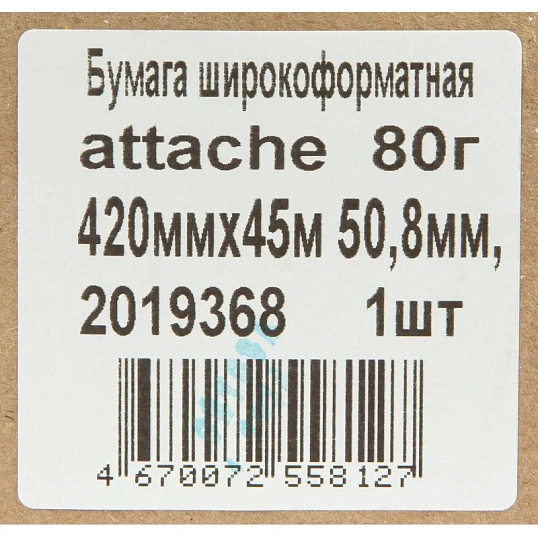 Бумага широкоформатная
attache 80г
420ммх45м 50,8мм,
2019368 1шт
4 670072 558127